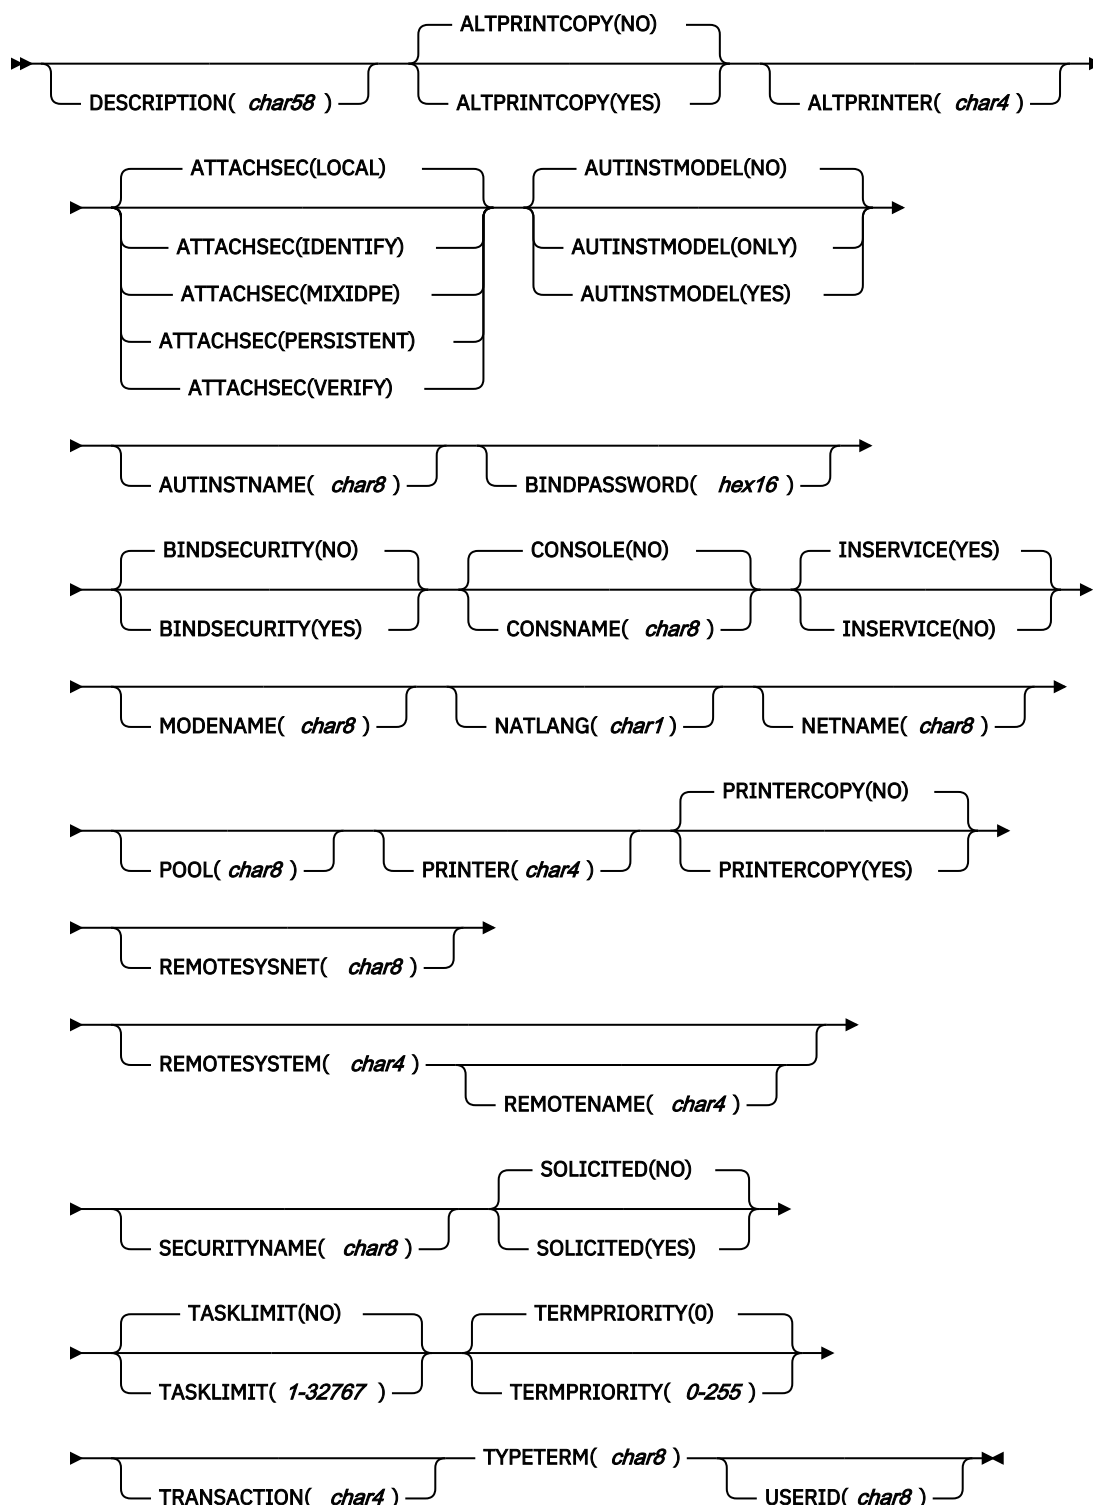 ALTPRINTCOPY(NO)
DESCRIPTION( char58 ) ALTPRINTCOPY(YES) ALTPRINTER( char4 )
ATTACHSEC(LOCAL) AUTINSTMODEL(NO)
ATTACHSEC(IDENTIFY) AUTINSTMODEL(ONLY)
ATTACHSEC(MIXIDPE) AUTINSTMODEL(YES)
ATTACHSEC(PERSISTENT)
ATTACHSEC(VERIFY)
AUTINSTNAME( char8 ) BINDPASSWORD( hex16 )
BINDSECURITY(NO) CONSOLE(NO) INSERVICE(YES)
BINDSECURITY(YES) CONSNAME( char8 ) INSERVICE(NO)
MODENAME( char8 ) NATLANG( char1 ) NETNAME( char8 )
PRINTERCOPY(NO)
POOL( char8 ) PRINTER( char4 ) PRINTERCOPY(YES)
REMOTESYSNET( char8 )
REMOTESYSTEM( char4 )
REMOTENAME( char4 )
SOLICITED(NO)
SECURITYNAME( char8 ) SOLICITED(YES)
TASKLIMIT(NO) TERMPRIORITY(0)
TASKLIMIT( 1-32767 ) TERMPRIORITY( 0-255 )
TYPETERM( char8 )
TRANSACTION( char4 ) USERID( char8 )